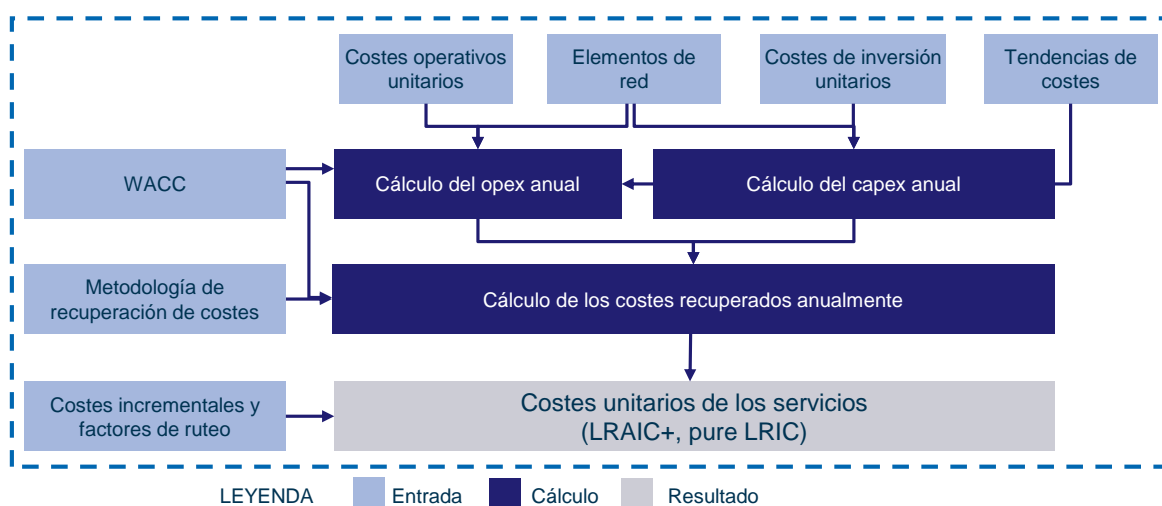 Costes operativos
unitarios
Elementos de
red
Costes de inversión
unitarios
Tendencias de
costes
WACC
Cálculo del opex anual
Cálculo del capex anual
Metodología de
recuperación de costes
Cálculo de los costes recuperados anualmente
Costes incrementales y
factores de ruteo
Costes unitarios de los servicios
(LRAIC+, pure LRIC)
LEYENDA
Entrada
Cálculo
Resultado